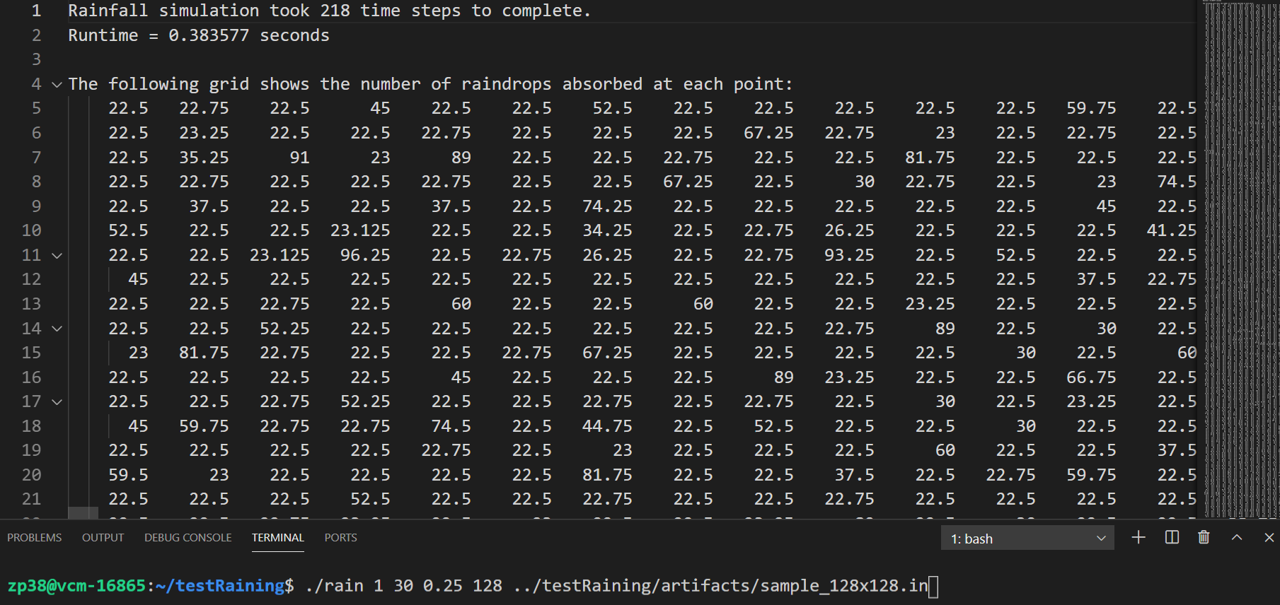 1 Rainfall simulation took 218 time steps to complete.
2 Runtime = 0.383577 seconds
3
4 The following grid shows the number of raindrops absorbed at each point:
5 22.5 22.75 22.5 45 22.5 22.5 52.5 22.5 22.5 22.5 22.5 22.5 59.75 22.5
6 22.5 23.25 22.5 22.5 22.75 22.5 22.5 22.5 67.25 22.75 23 22.5 22.75 22.5
7 22.5 35.25 91 23 89 22.5 22.5 22.75 22.5 22.5 81.75 22.5 22.5 22.5
8 22.5 22.75 22.5 22.5 22.75 22.5 22.5 67.25 22.5 30 22.75 22.5 23 74.5
9 22.5 37.5 22.5 22.5 37.5 22.5 74.25 22.5 22.5 22.5 22.5 22.5 45 22.5
10 52.5 22.5 22.5 23.125 22.5 22.5 34.25 22.5 22.75 26.25 22.5 22.5 22.5 41.25
11 22.5 22.5 23.125 96.25 22.5 22.75 26.25 22.5 22.75 93.25 22.5 52.5 22.5 22.5
12 45 22.5 22.5 22.5 22.5 22.5 22.5 22.5 22.5 22.5 22.5 22.5 37.5 22.75
13 22.5 22.5 22.75 22.5 60 22.5 22.5 60 22.5 22.5 23.25 22.5 22.5 22.5
14 22.5 22.5 52.25 22.5 22.5 22.5 22.5 22.5 22.5 22.75 89 22.5 30 22.5
15 23 81.75 22.75 22.5 22.5 22.75 67.25 22.5 22.5 22.5 22.5 30 22.5 60
16 22.5 22.5 22.5 22.5 45 22.5 22.5 22.5 89 23.25 22.5 22.5 66.75 22.5
17 22.5 22.5 22.75 52.25 22.5 22.5 22.75 22.5 22.75 22.5 30 22.5 23.25 22.5
18 45 59.75 22.75 22.75 74.5 22.5 44.75 22.5 52.5 22.5 22.5 30 22.5 22.5
19 22.5 22.5 22.5 22.5 22.75 22.5 23 22.5 22.5 22.5 60 22.5 22.5 37.5
20 59.5 23 22.5 22.5 22.5 22.5 81.75 22.5 22.5 37.5 22.5 22.75 59.75 22.5
21 22.5 22.5 22.5 52.5 22.5 22.5 22.75 22.5 22.5 22.75 22.5 22.5 22.5 22.5
PROBLEMS OUTPUT DEBUG CONSOLE TERMINAL PORTS 1: bash
zp38@vcm-16865:~/testRaining$ ./rain 1 30 0.25 128 ../testRaining/artifacts/sample_128x128.in